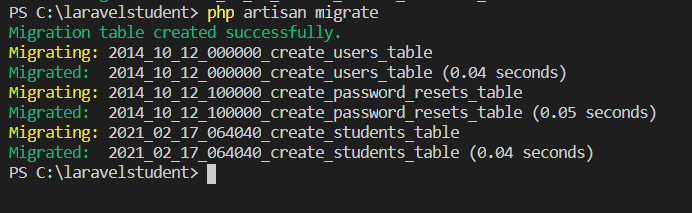 PS C:\laravelstudent> php artisan migrate
Migration table created successfully.
Migrating: 2014_10_12_000000_create_users_table
Migrated:  2014_10_12_000000_create_users_table (0.04 seconds)
Migrating: 2014_10_12_100000_create_password_resets_table
Migrated:  2014_10_12_100000_create_password_resets_table (0.05 seconds)
Migrating: 2021_02_17_064040_create_students_table
Migrated:  2021_02_17_064040_create_students_table (0.04 seconds)
PS C:\laravelstudent>